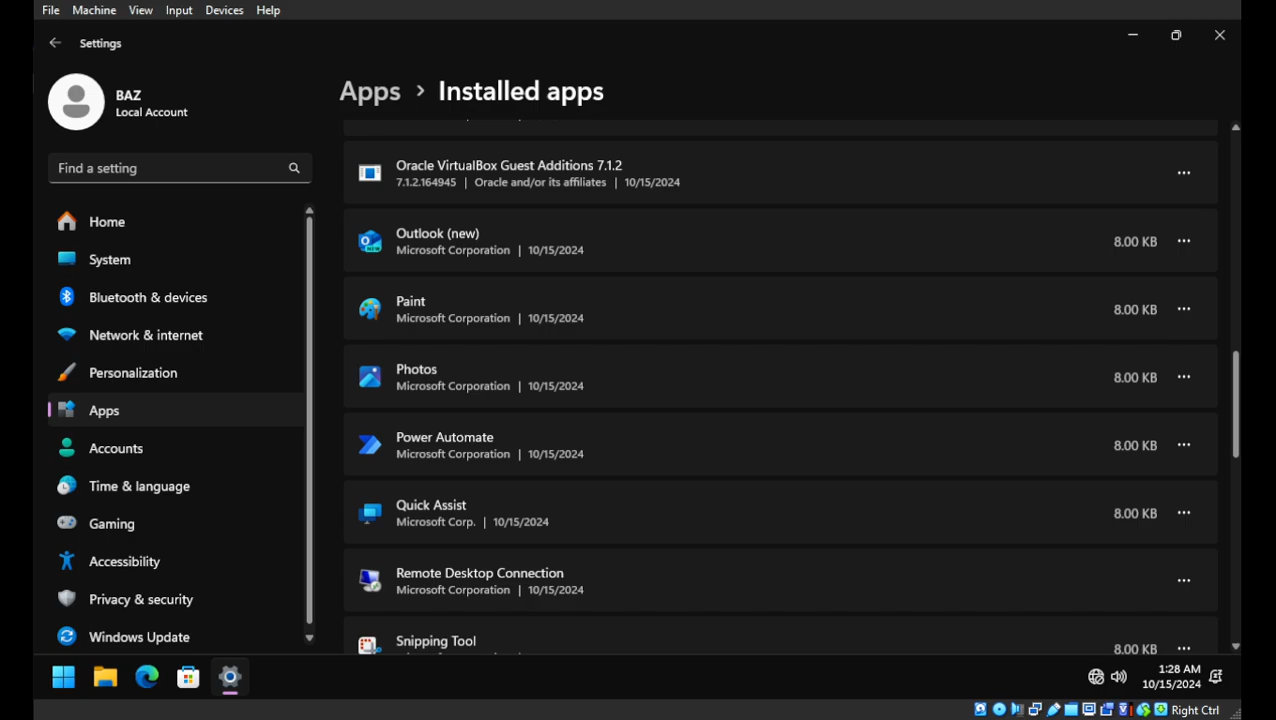 File Machine View Input Devices Help
Settings
BAZ
Local Account
Find a setting
Home
System
Bluetooth & devices
Network & internet
Personalization
Apps
Accounts
Time & language
Gaming
Accessibility
Privacy & security
Windows Update
Apps > Installed apps
Oracle VirtualBox Guest Additions 7.1.2
7.1.2.164945 | Oracle and/or its affiliates | 10/15/2024
Outlook (new)
Microsoft Corporation | 10/15/2024
8.00 KB
Paint
Microsoft Corporation | 10/15/2024
8.00 KB
Photos
Microsoft Corporation | 10/15/2024
8.00 KB
Power Automate
Microsoft Corporation | 10/15/2024
8.00 KB
Quick Assist
Microsoft Corp. | 10/15/2024
8.00 KB
Remote Desktop Connection
Microsoft Corporation | 10/15/2024
Snipping Tool
8.00 KB
1:28 AM
10/15/2024
Right Ctrl